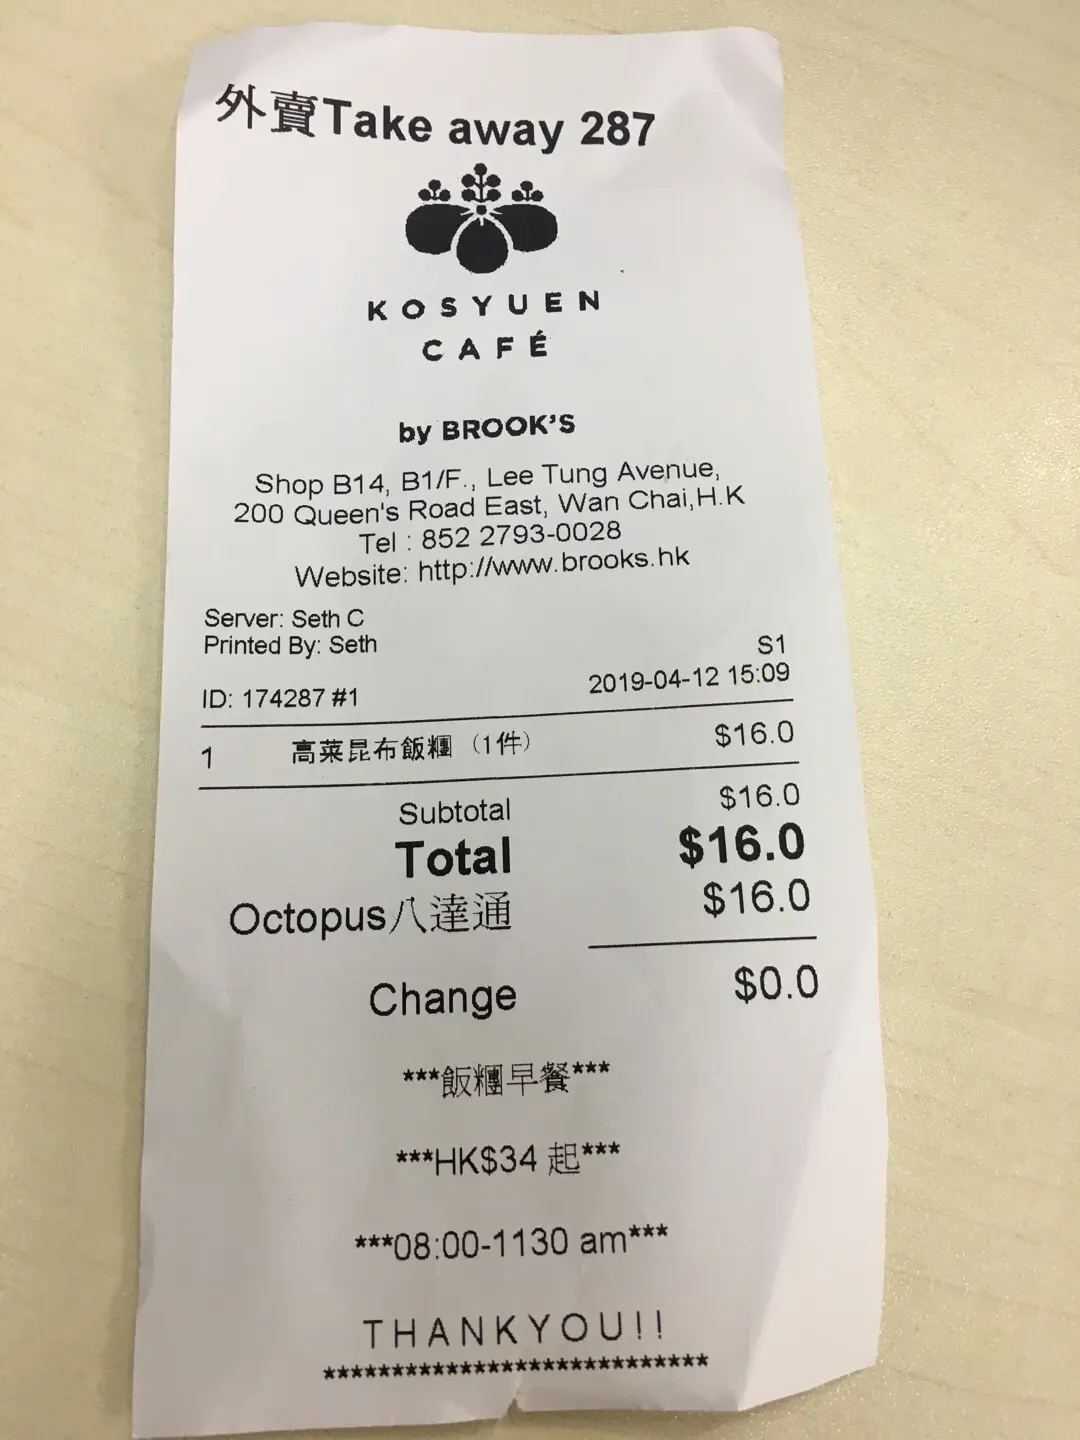 外賣Take away 287
KOSYUEN
CAFÉ
by BROOK'S
Shop B14, B1/F., Lee Tung Avenue,
200 Queen's Road East, Wan Chai,H.K
Tel : 852 2793-0028
Website: http://www.brooks.hk
Server: Seth C
Printed By: Seth
S1
ID: 174287 #1 2019-04-12 15:09
1 高菜昆布飯糰（1件） $16.0
Subtotal $16.0
Total $16.0
Octopus八達通 $16.0
Change $0.0
***飯糰早餐***
***HK$34 起***
***08:00-1130 am***
THANKYOU!!
****************************